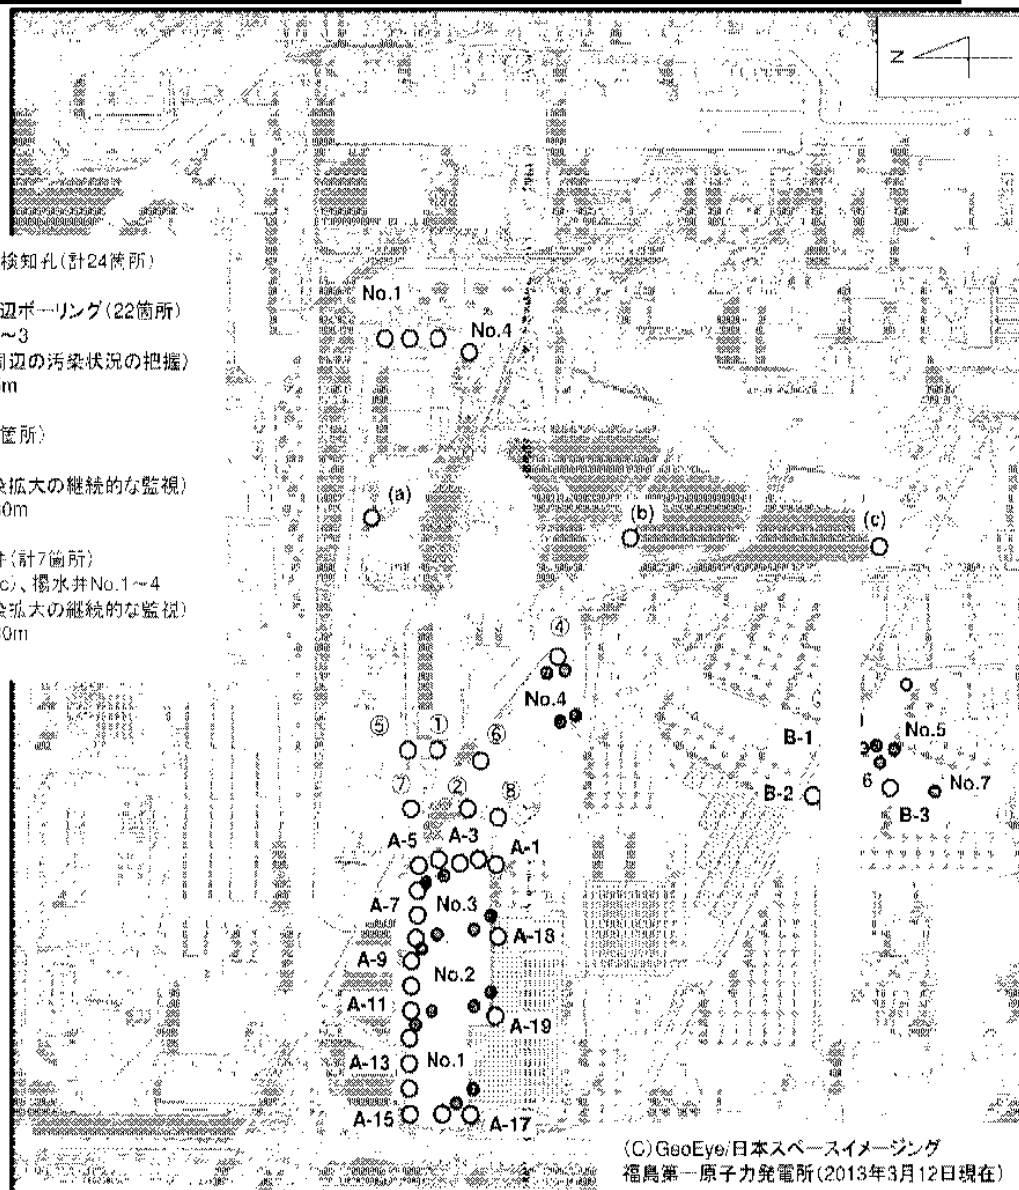 N
検知孔(計24箇所)
辺ボーリング(22箇所)
～3
周辺の汚染状況の把握)
m
箇所)
拡大の継続的な監視)
0m
井(計7箇所)
c)、揚水井No.1～4
拡大の継続的な監視)
0m
No.1
No.4
(a)
(b)
(c)
④
No.4
⑤
①
⑥
B-1
No.5
⑦
②
⑧
B-2
6
No.7
B-3
A-5
A-3
A-1
A-7
No.3
A-18
A-9
No.2
A-11
A-19
A-13
No.1
A-15
A-17
(C)GeoEye/日本スペースイメージング
福島第一原子力発電所(2013年3月12日現在)